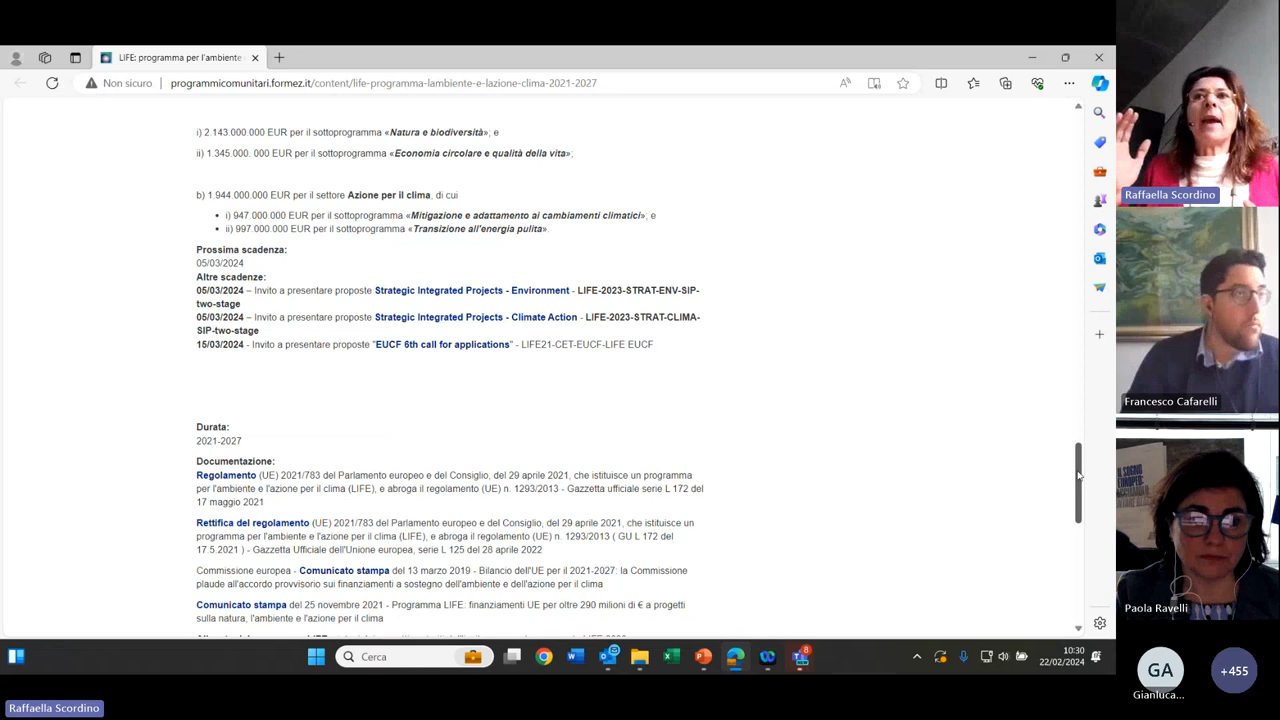 LIFE: programma per l'ambiente
Non sicuro
programmicomunitari.formez.it/content/life-programma-lambiente-e-lazione-clima-2021-2027
i) 2.143.000.000 EUR per il sottoprogramma «Natura e biodiversità»; e
ii) 1.345.000. 000 EUR per il sottoprogramma «Economia circolare e qualità della vita»;
b) 1.944.000.000 EUR per il settore Azione per il clima, di cui
i) 947.000.000 EUR per il sottoprogramma «Mitigazione e adattamento ai cambiamenti climatici», e
ii) 997.000.000 EUR per il sottoprogramma «Transizione all'energia pulita».
Prossima scadenza:
05/03/2024
Altre scadenze:
05/03/2024 – Invito a presentare proposte Strategic Integrated Projects - Environment - LIFE-2023-STRAT-ENV-SIP-
two-stage
05/03/2024 – Invito a presentare proposte Strategic Integrated Projects - Climate Action - LIFE-2023-STRAT-CLIMA-
SIP-two-stage
15/03/2024 - Invito a presentare proposte "EUCF 6th call for applications" - LIFE21-CET-EUCF-LIFE EUCF
Durata:
2021-2027
Documentazione:
Regolamento (UE) 2021/783 del Parlamento europeo e del Consiglio, del 29 aprile 2021, che istituisce un programma
per l'ambiente e l'azione per il clima (LIFE), e abroga il regolamento (UE) n. 1293/2013 - Gazzetta ufficiale serie L 172 del
17 maggio 2021
Rettifica del regolamento (UE) 2021/783 del Parlamento europeo e del Consiglio, del 29 aprile 2021, che istituisce un
programma per l'ambiente e l'azione per il clima (LIFE), e abroga il regolamento (UE) n. 1293/2013 ( GU L 172 del
17.5.2021 ) - Gazzetta Ufficiale dell'Unione europea, serie L 125 del 28 aprile 2022
Commissione europea - Comunicato stampa del 13 marzo 2019 - Bilancio dell'UE per il 2021-2027: la Commissione
plaude all'accordo provvisorio sui finanziamenti a sostegno dell'ambiente e dell'azione per il clima
Comunicato stampa del 25 novembre 2021 - Programma LIFE: finanziamenti UE per oltre 290 milioni di € a progetti
sulla natura, l'ambiente e l'azione per il clima
Cerca
8
10:30
22/02/2024
Raffaella Scordino
Raffaella Scordino
Francesco Cafarelli
IL SOGNO
EUROPEO:
Paola Ravelli
GA
Gianluca...
+455